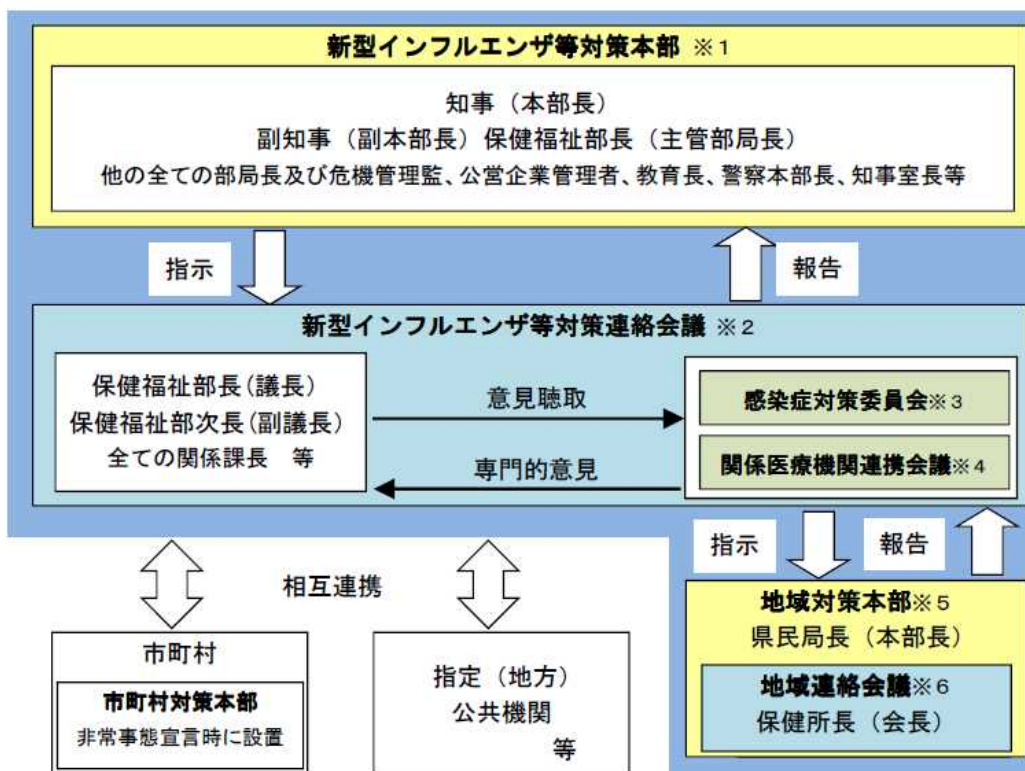 新型インフルエンザ等対策本部 ※1
知事（本部長）
副知事（副本部長）保健福祉部長（主管部局長）
他の全ての部局長及び危機管理監、公営企業管理者、教育長、警察本部長、知事室長等
指示
報告
新型インフルエンザ等対策連絡会議 ※2
保健福祉部長(議長)
保健福祉部次長(副議長)
全ての関係課長　等
意見聴取
専門的意見
感染症対策委員会※3
関係医療機関連携会議※4
指示
報告
相互連携
市町村
市町村対策本部
非常事態宣言時に設置
指定（地方）
公共機関
等
地域対策本部※5
県民局長（本部長）
地域連絡会議※6
保健所長（会長）